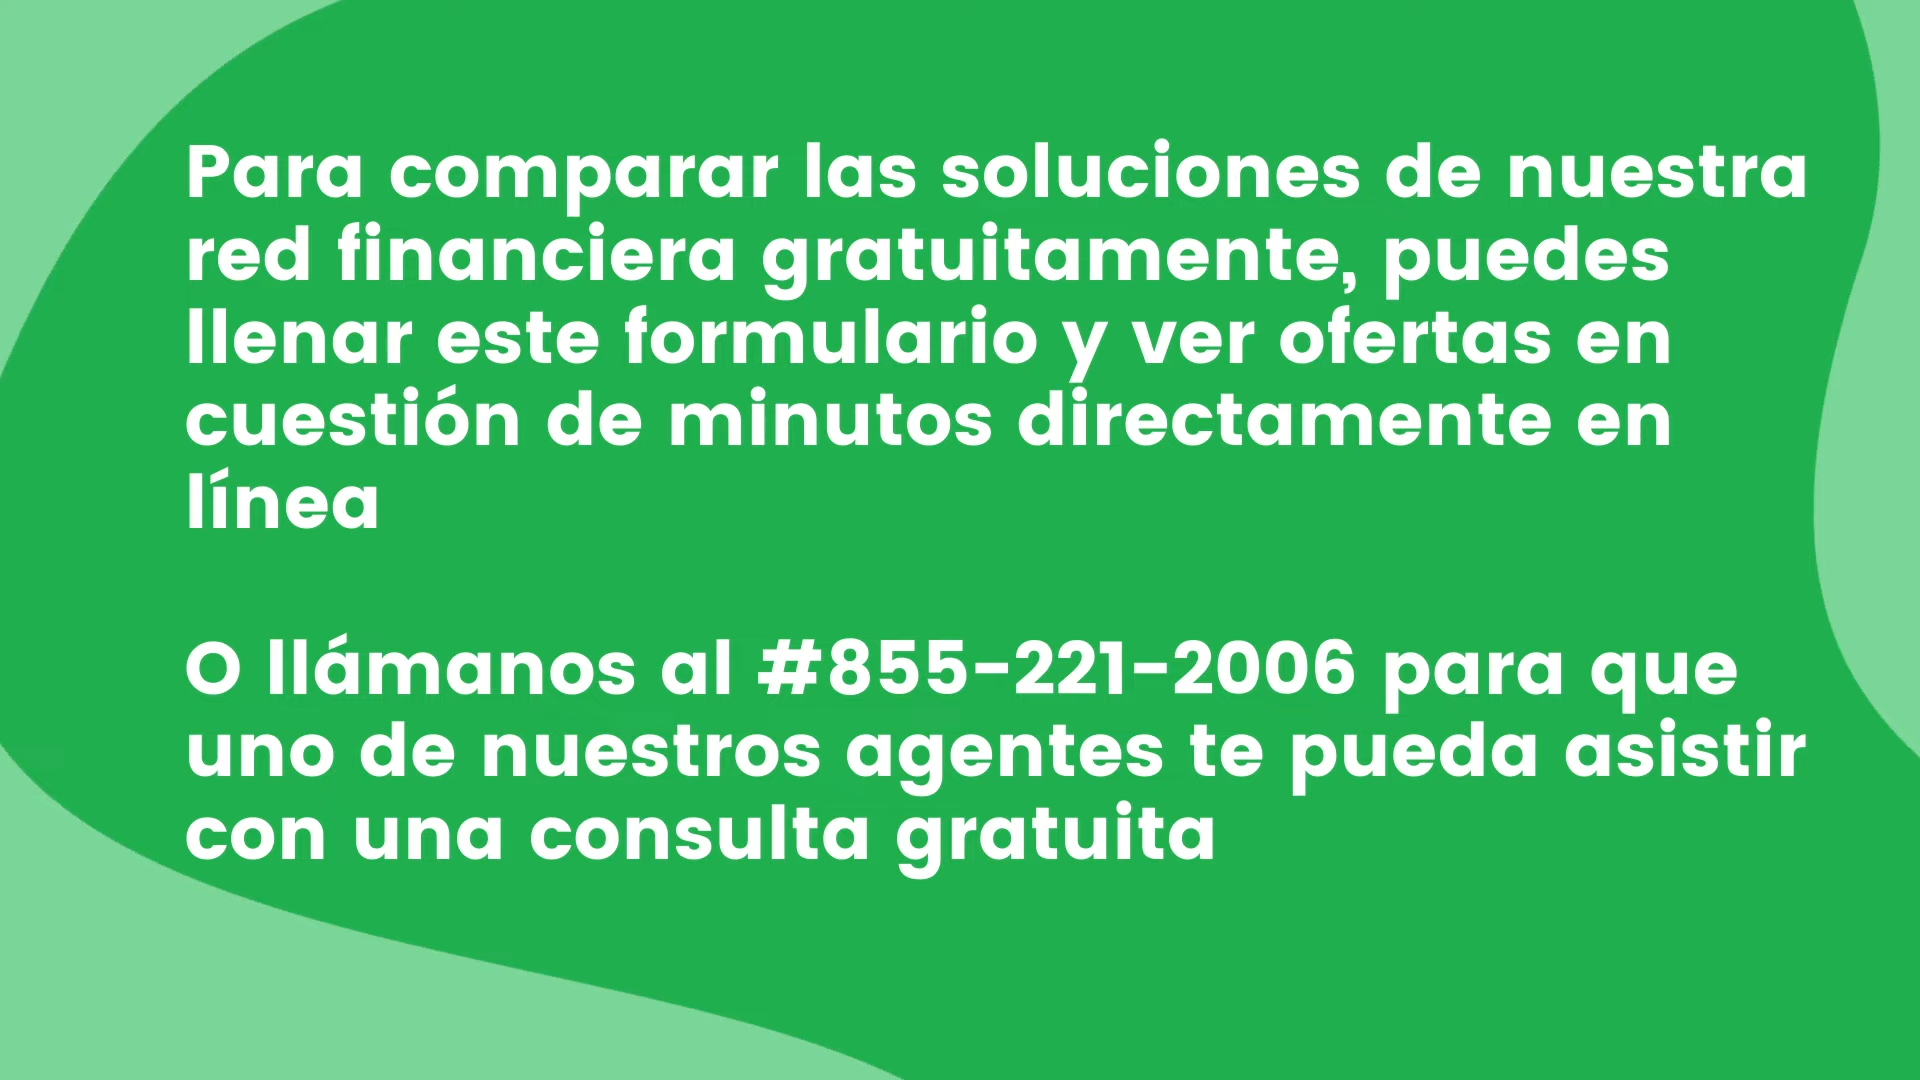 Para comparar las soluciones de nuestra
red financiera gratuitamente, puedes
llenar este formulario y ver ofertas en
cuestión de minutos directamente en
línea
O llámanos al #855-221-2006 para que
uno de nuestros agentes te pueda asistir
con una consulta gratuita